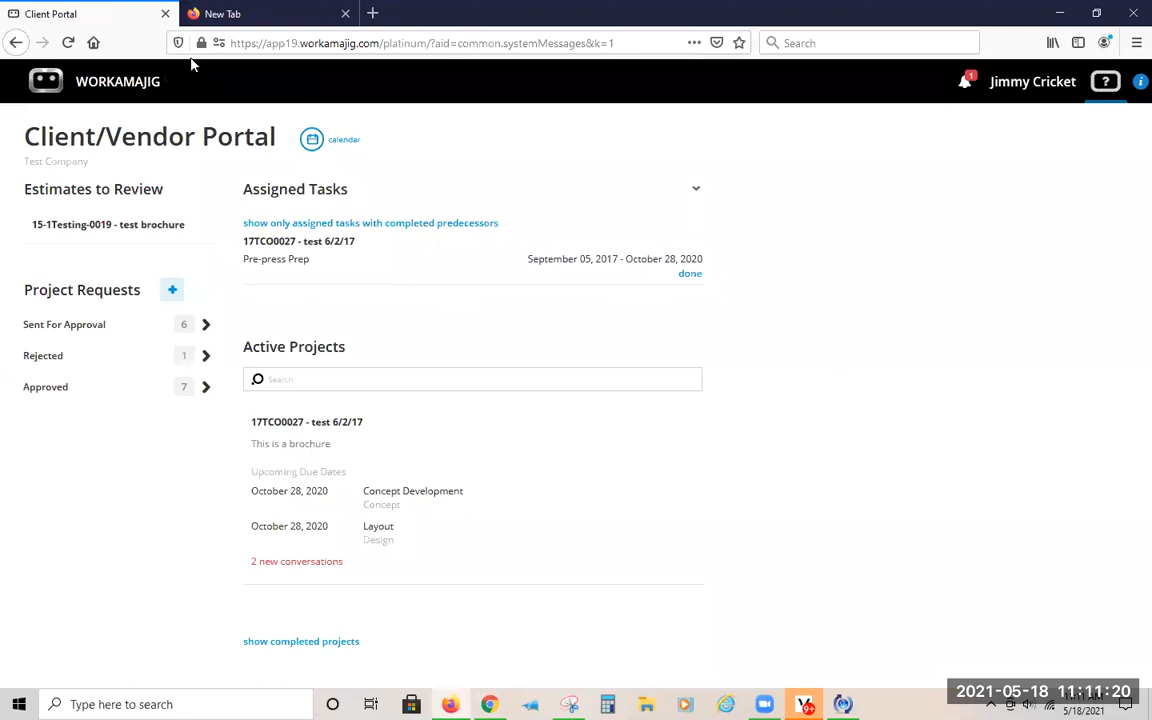 Client Portal
New Tab
https://app19.workamajig.com/platinum/?aid=common.systemMessages&k=1
Search
WORKAMAJIG
1
Jimmy Cricket
?
i
Client/Vendor Portal
calendar
Test Company
Estimates to Review
15-1Testing-0019 - test brochure
Project Requests
Sent For Approval 6
Rejected 1
Approved 7
Assigned Tasks
show only assigned tasks with completed predecessors
17TCO0027 - test 6/2/17
Pre-press Prep September 05, 2017 - October 28, 2020
done
Active Projects
Search
17TCO0027 - test 6/2/17
This is a brochure
Upcoming Due Dates
October 28, 2020 Concept Development
Concept
October 28, 2020 Layout
Design
2 new conversations
show completed projects
Type here to search
9+
2021-05-18 11:11:20
5/18/2021